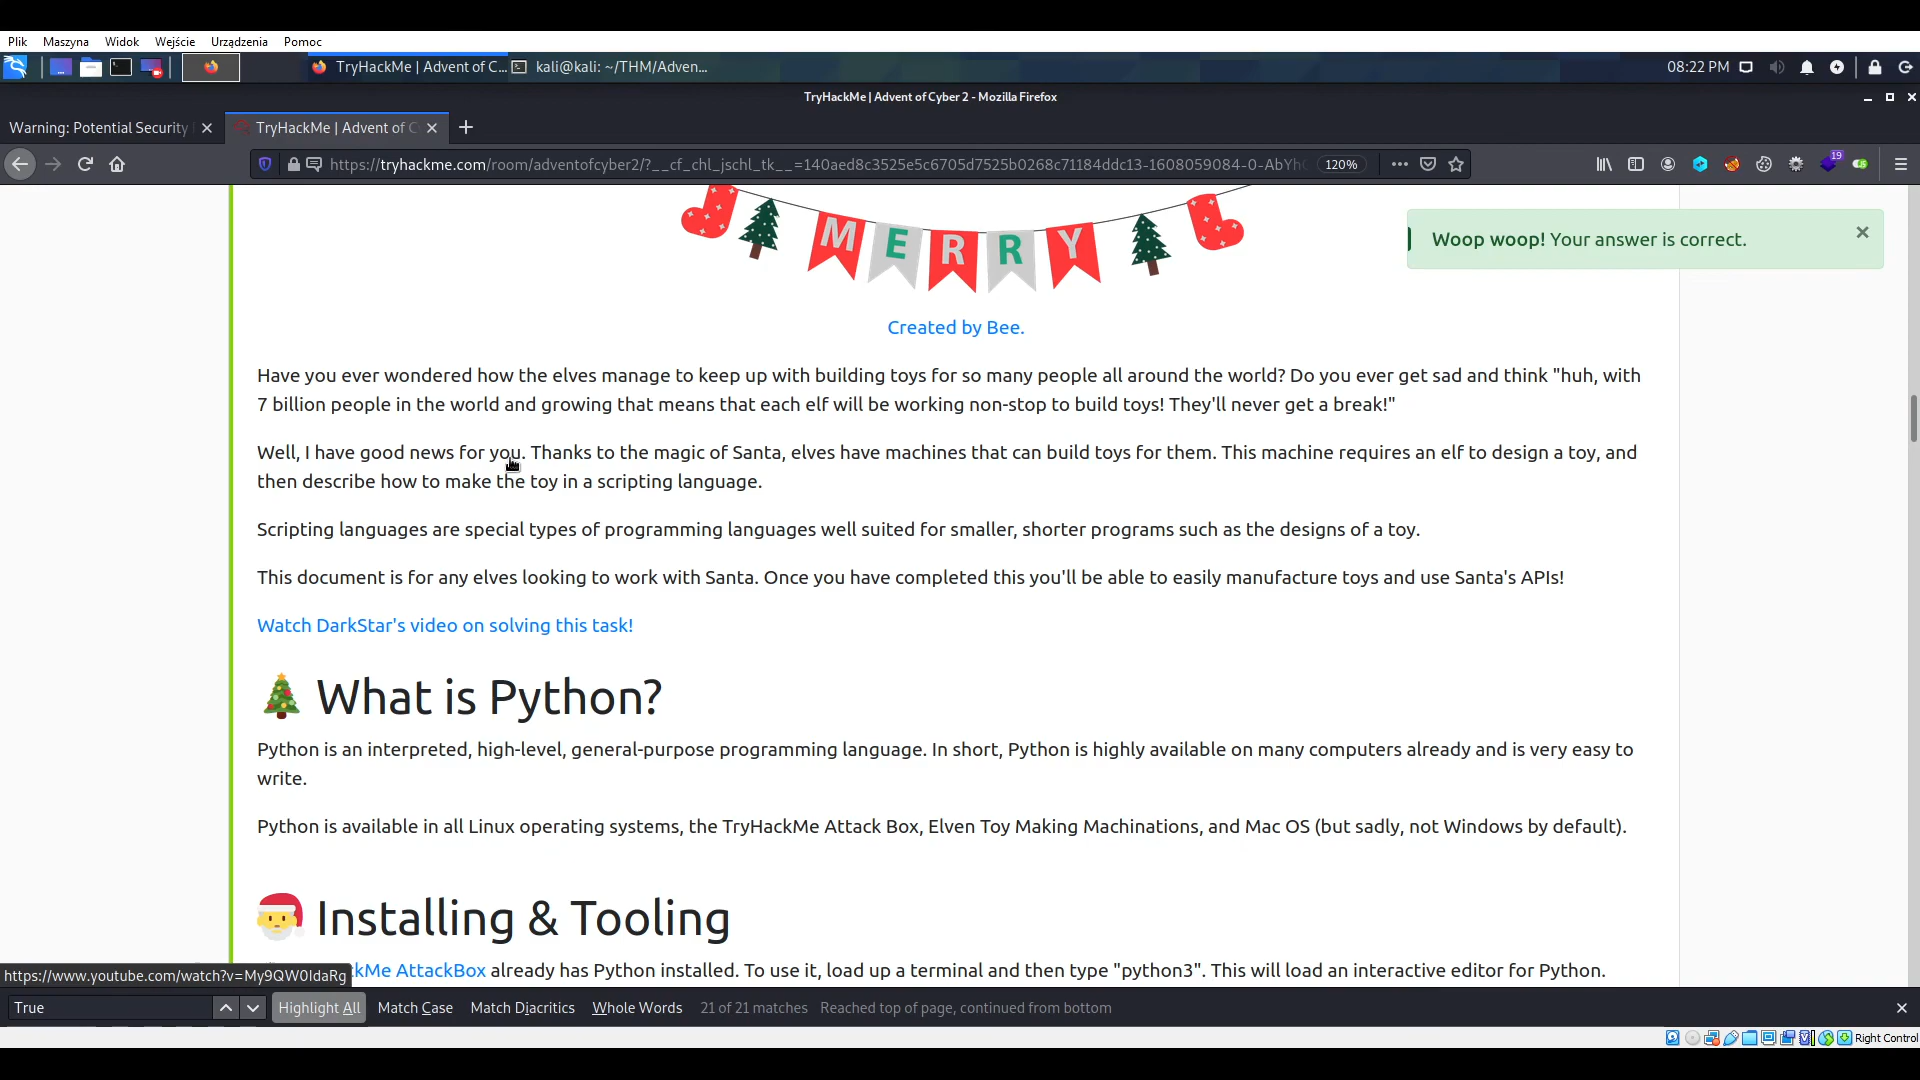 Plik Maszyna Widok Wejście Urządzenia Pomoc
TryHackMe | Advent of C... kali@kali: ~/THM/Adven... 08:22 PM
TryHackMe | Advent of Cyber 2 - Mozilla Firefox
Warning: Potential Security TryHackMe | Advent of C
https://tryhackme.com/room/adventofcyber2/?__cf_chl_jschl_tk__=140aed8c3525e5c6705d7525b0268c71184ddc13-1608059084-0-AbYh 120% 19
MERRY
Woop woop! Your answer is correct.
Created by Bee.
Have you ever wondered how the elves manage to keep up with building toys for so many people all around the world? Do you ever get sad and think "huh, with
7 billion people in the world and growing that means that each elf will be working non-stop to build toys! They'll never get a break!"
Well, I have good news for you. Thanks to the magic of Santa, elves have machines that can build toys for them. This machine requires an elf to design a toy, and
then describe how to make the toy in a scripting language.
Scripting languages are special types of programming languages well suited for smaller, shorter programs such as the designs of a toy.
This document is for any elves looking to work with Santa. Once you have completed this you'll be able to easily manufacture toys and use Santa's APIs!
Watch DarkStar's video on solving this task!
What is Python?
Python is an interpreted, high-level, general-purpose programming language. In short, Python is highly available on many computers already and is very easy to
write.
Python is available in all Linux operating systems, the TryHackMe Attack Box, Elven Toy Making Machinations, and Mac OS (but sadly, not Windows by default).
Installing & Tooling
kMe AttackBox already has Python installed. To use it, load up a terminal and then type "python3". This will load an interactive editor for Python.
https://www.youtube.com/watch?v=My9QW0IdaRg
True Highlight All Match Case Match Diacritics Whole Words 21 of 21 matches Reached top of page, continued from bottom
Right Control